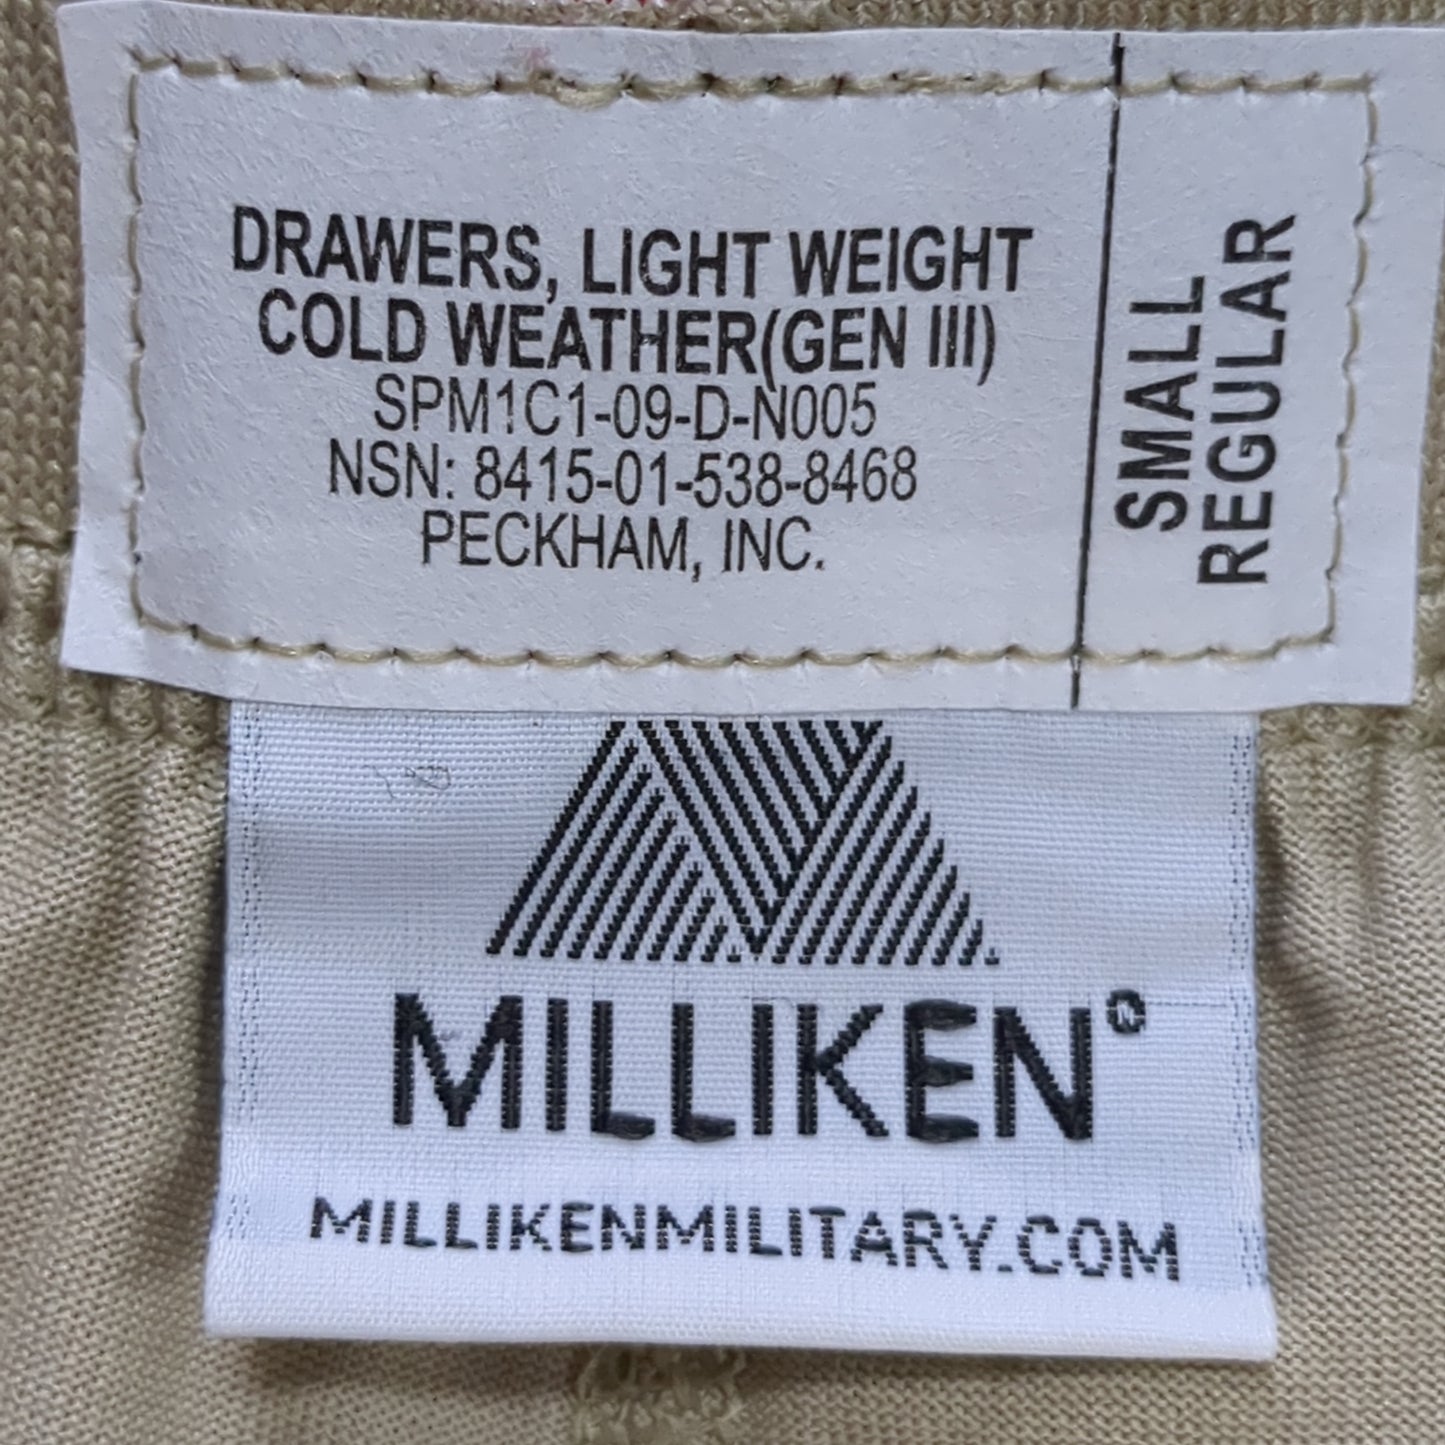 DRAWERS, LIGHT WEIGHT
COLD WEATHER(GEN III)
SPM1C1-09-D-N005
NSN: 8415-01-538-8468
PECKHAM, INC.
SMALL
REGULAR
MILLIKEN
MILLIKENMILITARY.COM